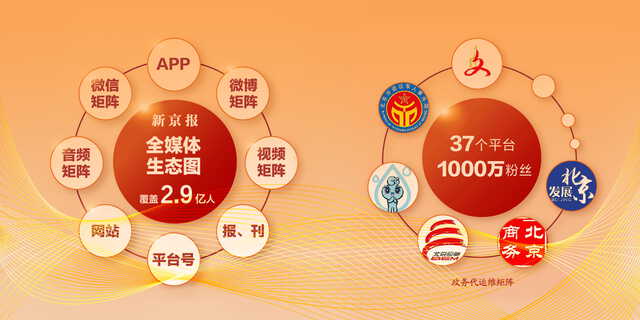 APP
微信
矩阵
微博
矩阵
音频
矩阵
新京报
全媒体
生态图
覆盖2.9亿人
视频
矩阵
网站
报、刊
平台号
37个平台
1000万粉丝
北京
发展
BEIJING
北京
商务
政务代运维矩阵